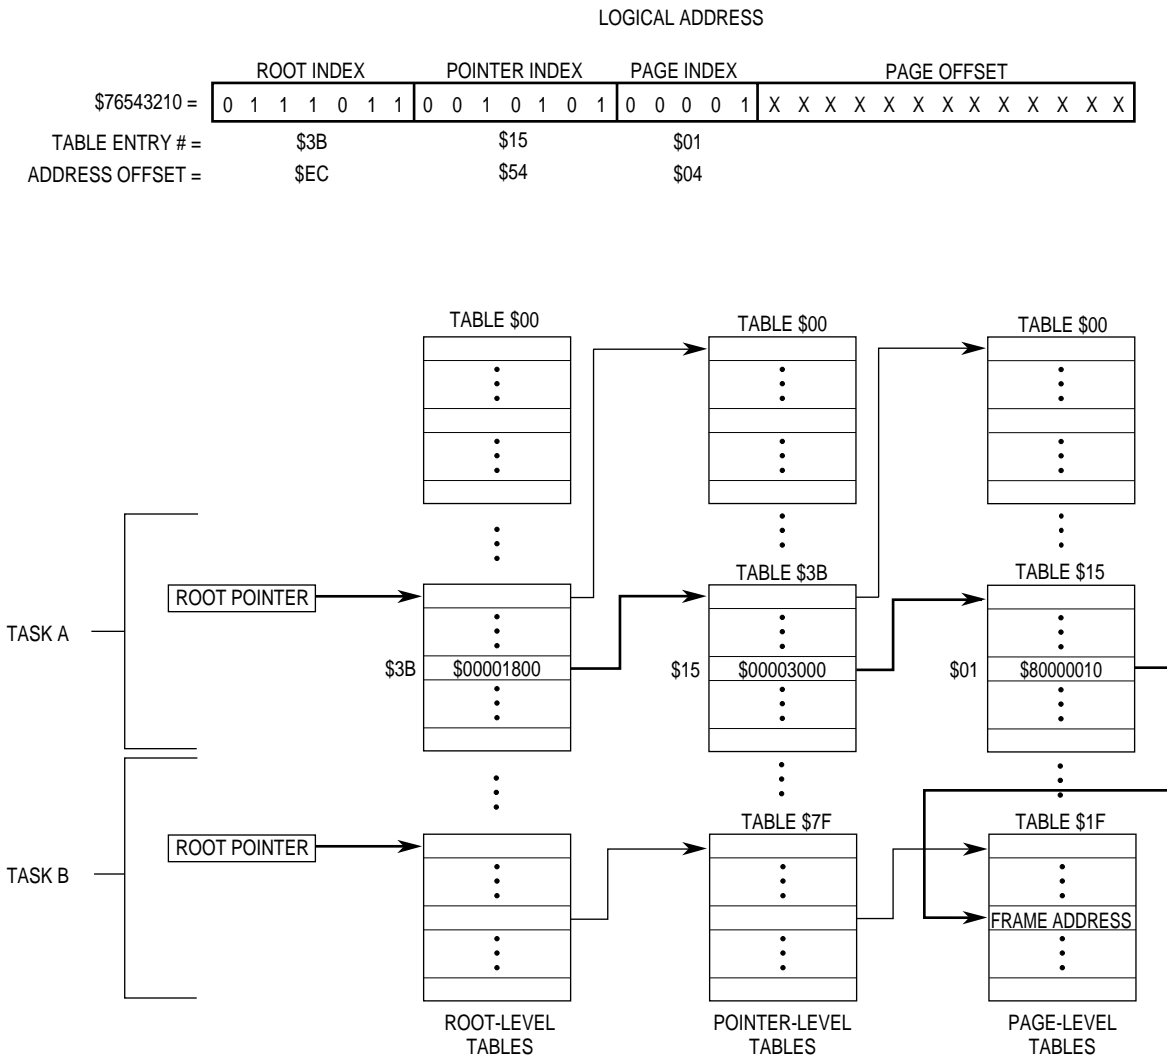 LOGICAL ADDRESS
ROOT INDEX POINTER INDEX PAGE INDEX PAGE OFFSET
$76543210 = 0 1 1 1 0 1 1 0 0 1 0 1 0 1 0 0 0 0 1 X X X X X X X X X X X X X
TABLE ENTRY # = $3B $15 $01
ADDRESS OFFSET = $EC $54 $04
TABLE $00 TABLE $00 TABLE $00
TABLE $3B TABLE $15
ROOT POINTER
TASK A
$3B $00001800 $15 $00003000 $01 $80000010
TABLE $7F TABLE $1F
ROOT POINTER
TASK B
FRAME ADDRESS
ROOT-LEVEL
TABLES
POINTER-LEVEL
TABLES
PAGE-LEVEL
TABLES